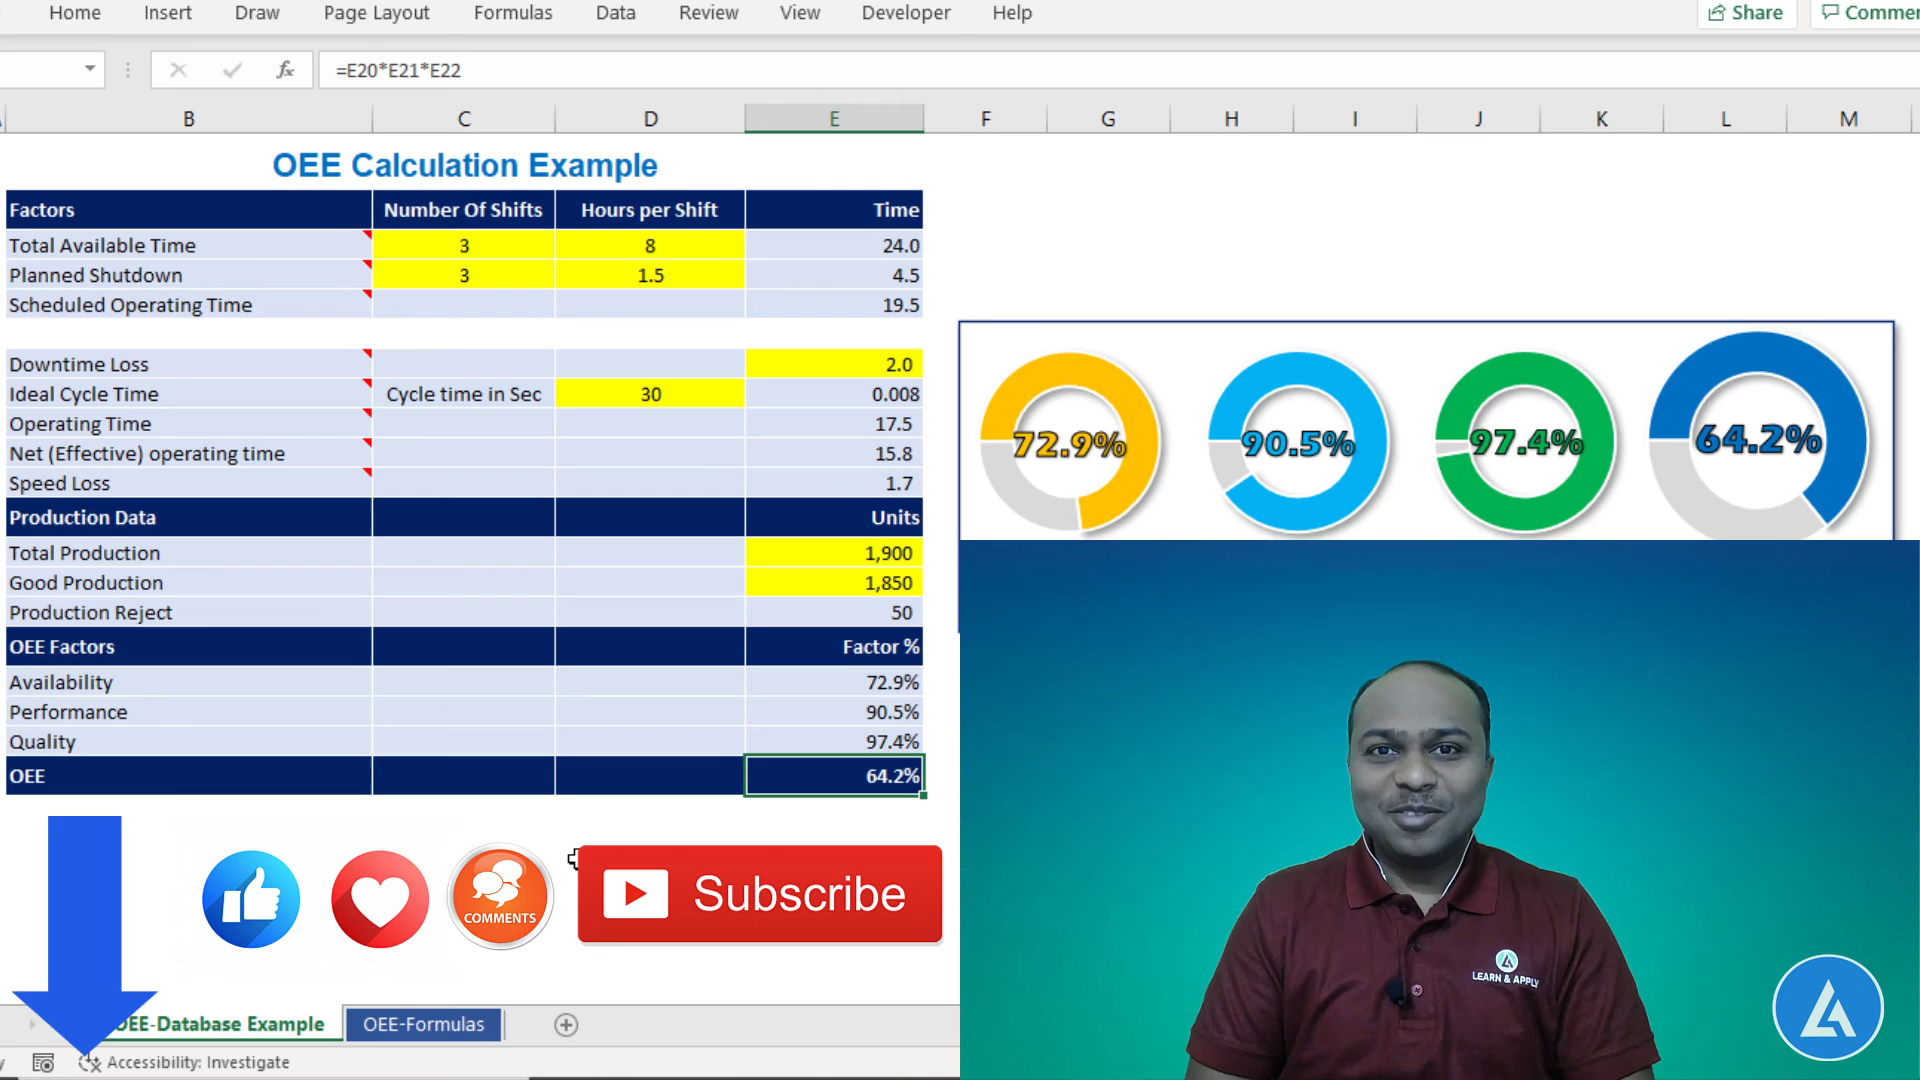 Home Insert Draw Page Layout Formulas Data Review View Developer Help Share
fx =E20*E21*E22
B C D E F G H I J K L M
OEE Calculation Example
Factors Number Of Shifts Hours per Shift Time
Total Available Time 3 8 24.0
Planned Shutdown 3 1.5 4.5
Scheduled Operating Time 19.5
Downtime Loss 2.0
Ideal Cycle Time Cycle time in Sec 30 0.008
Operating Time 17.5
Net (Effective) operating time 15.8
Speed Loss 1.7
Production Data Units
Total Production 1,900
Good Production 1,850
Production Reject 50
OEE Factors Factor %
Availability 72.9%
Performance 90.5%
Quality 97.4%
OEE 64.2%
72.9% 90.5% 97.4% 64.2%
COMMENTS
Subscribe
LEARN & APPLY
OEE-Database Example OEE-Formulas
Accessibility: Investigate